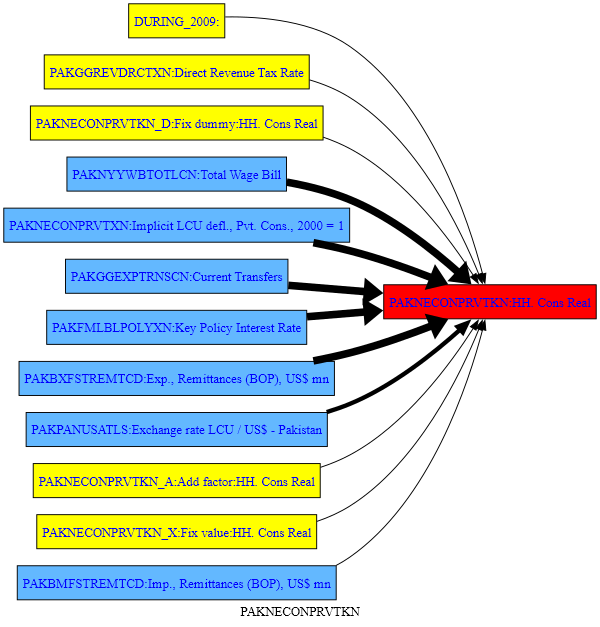 DURING_2009:
PAKGGREVDRCTXN:Direct Revenue Tax Rate
PAKNECONPRVTKN_D:Fix dummy:HH. Cons Real
PAKNYYWBTOTLCN:Total Wage Bill
PAKNECONPRVTXN:Implicit LCU defl., Pvt. Cons., 2000 = 1
PAKGGEXPTRNSCN:Current Transfers
PAKNECONPRVTKN:HH. Cons Real
PAKFMLBLPOLYXN:Key Policy Interest Rate
PAKBXFSTREMTCD:Exp., Remittances (BOP), US$ mn
PAKPANUSATLS:Exchange rate LCU / US$ - Pakistan
PAKNECONPRVTKN_A:Add factor:HH. Cons Real
PAKNECONPRVTKN_X:Fix value:HH. Cons Real
PAKBMFSTREMTCD:Imp., Remittances (BOP), US$ mn
PAKNECONPRVTKN